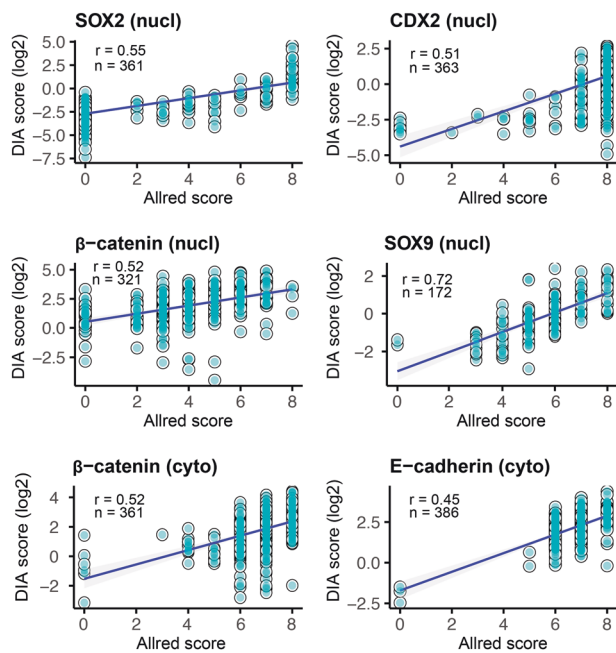 SOX2 (nucl)
r = 0.55
n = 361
DIA score (log2)
5.0
2.5
0.0
−2.5
−5.0
−7.5
0 2 4 6 8
Allred score
CDX2 (nucl)
r = 0.51
n = 363
DIA score (log2)
2.5
0.0
−2.5
−5.0
0 2 4 6 8
Allred score
β−catenin (nucl)
r = 0.52
n = 321
DIA score (log2)
5.0
2.5
0.0
−2.5
0 2 4 6 8
Allred score
SOX9 (nucl)
r = 0.72
n = 172
DIA score (log2)
2
0
−2
0 2 4 6 8
Allred score
β−catenin (cyto)
r = 0.52
n = 361
DIA score (log2)
4
2
0
−2
0 2 4 6 8
Allred score
E−cadherin (cyto)
r = 0.45
n = 386
DIA score (log2)
2.5
0.0
−2.5
0 2 4 6 8
Allred score